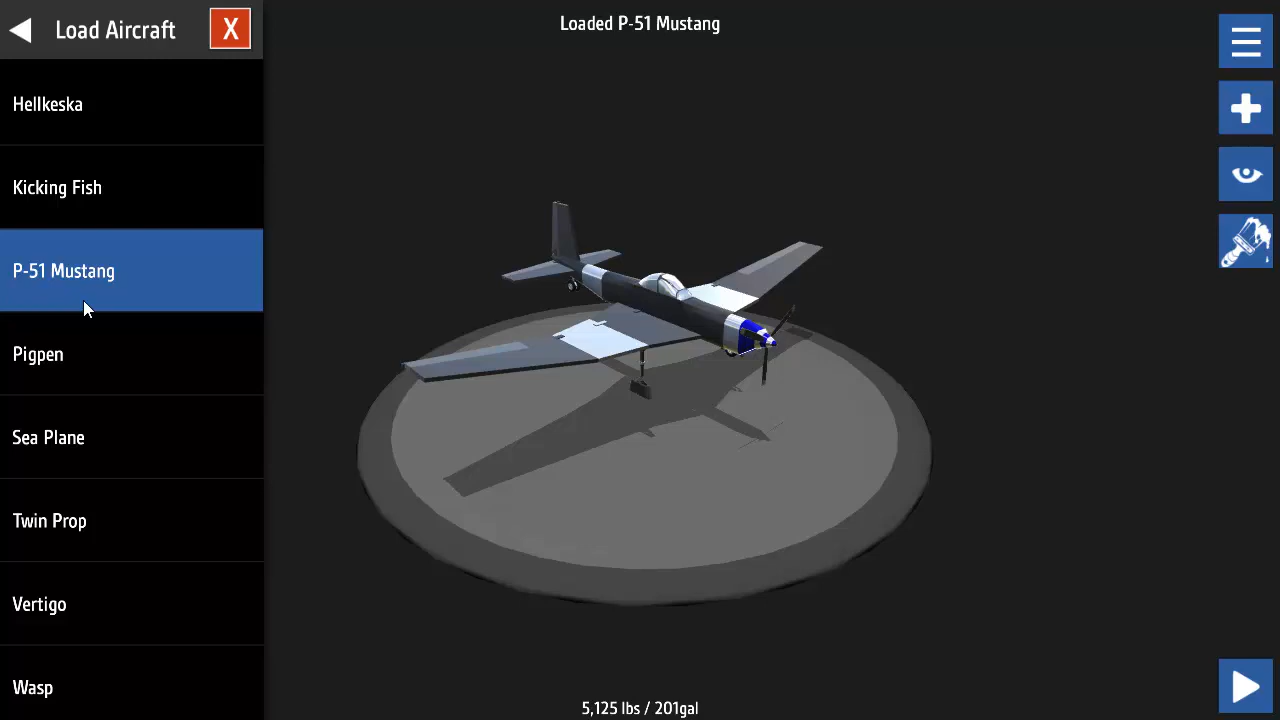 Load Aircraft
X
Loaded P-51 Mustang
Hellkeska
Kicking Fish
P-51 Mustang
Pigpen
Sea Plane
Twin Prop
Vertigo
Wasp
5,125 lbs / 201gal